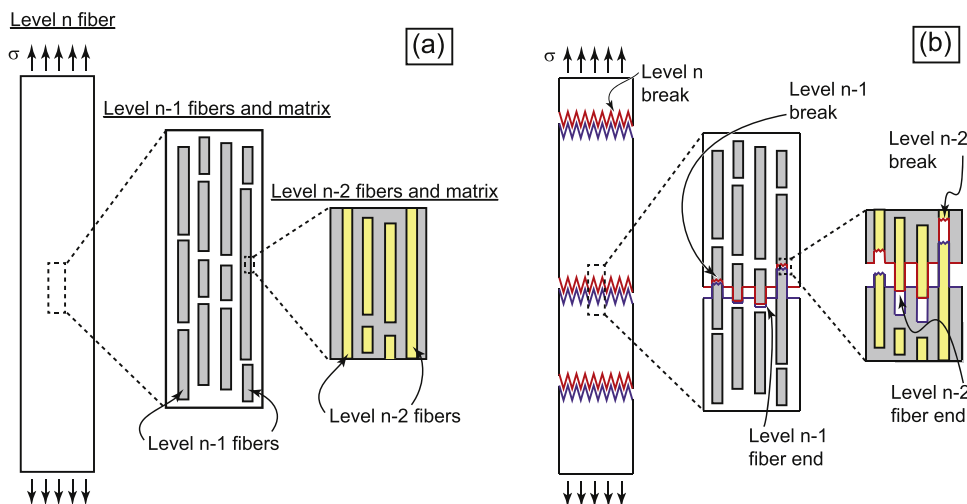 Level n fiber
σ
(a)
Level n-1 fibers and matrix
Level n-2 fibers and matrix
Level n-2 fibers
Level n-1 fibers
(b)
σ
Level n
break
Level n-1
break
Level n-2
break
Level n-2
fiber end
Level n-1
fiber end